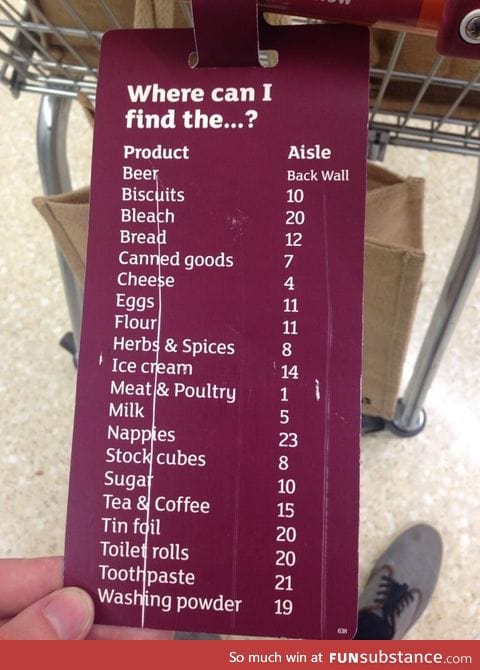 Where can I
find the...?
Product Aisle
Beer Back Wall
Biscuits 10
Bleach 20
Bread 12
Canned goods 7
Cheese 4
Eggs 11
Flour 11
Herbs & Spices 8
Ice cream 14
Meat & Poultry 1
Milk 5
Nappies 23
Stock cubes 8
Sugar 10
Tea & Coffee 15
Tin foil 20
Toilet rolls 20
Toothpaste 21
Washing powder 19
So much win at FUNsubstance.com